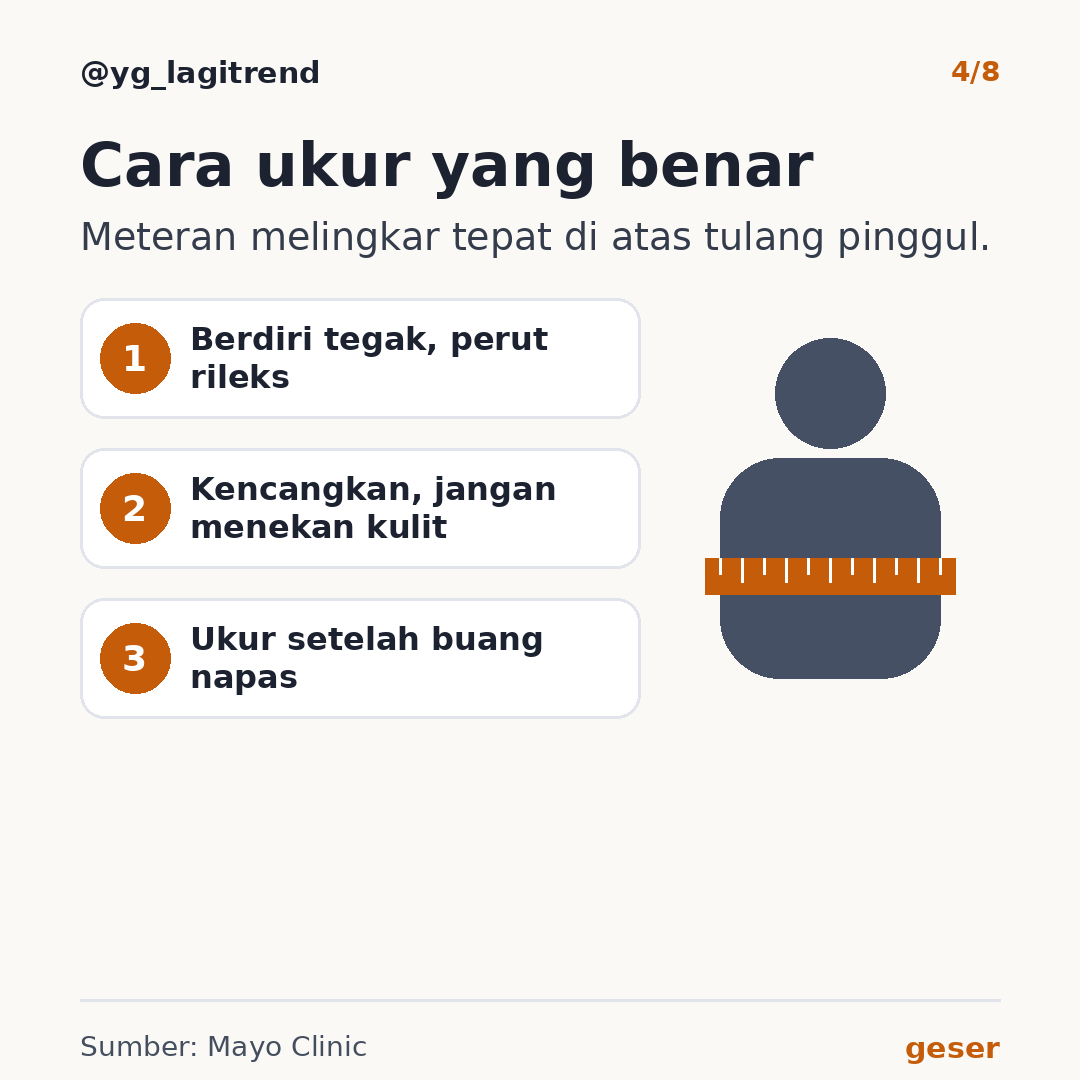 @yg_lagitrend
4/8
Cara ukur yang benar
Meteran melingkar tepat di atas tulang pinggul.
1
Berdiri tegak, perut
rileks
2
Kencangkan, jangan
menekan kulit
3
Ukur setelah buang
napas
Sumber: Mayo Clinic
geser